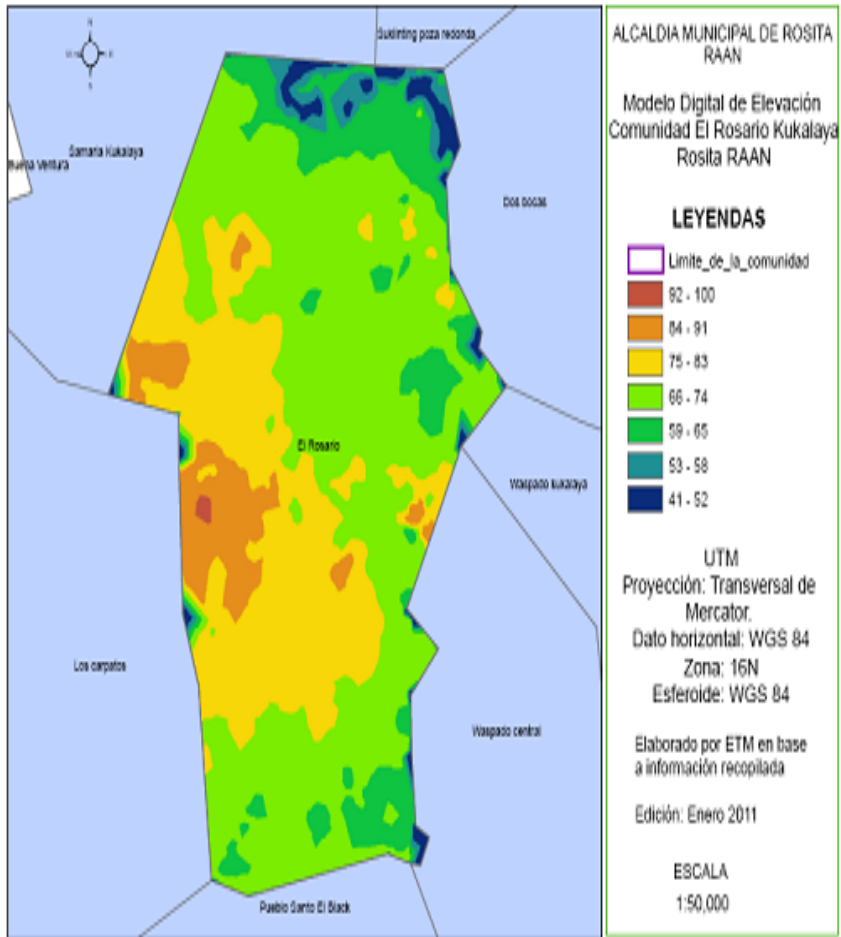 Suklinting poza redonda
N
S
Samaria Kukalaya
Buena Ventura
Dos bocas
El Rosario
Waspado kukalaya
Los carpatos
Waspado central
Pueblo Santo El Black
ALCALDIA MUNICIPAL DE ROSITA
RAAN
Modelo Digital de Elevación
Comunidad El Rosario Kukalaya
Rosita RAAN
LEYENDAS
Limite_de_la_comunidad
92 - 100
84 - 91
75 - 83
66 - 74
59 - 65
53 - 58
41 - 52
UTM
Proyección: Transversal de
Mercator.
Dato horizontal: WGS 84
Zona: 16N
Esferoide: WGS 84
Elaborado por ETM en base
a información recopilada
Edición: Enero 2011
ESCALA
1:50,000